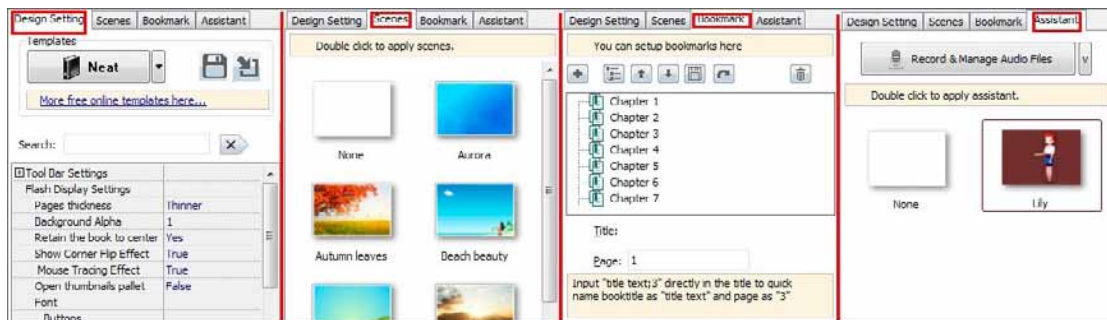 Design Setting Scenes Bookmark Assistant
Templates
Neat
More free online templates here...
Search:
Tool Bar Settings
Flash Display Settings
Pages thickness Thinner
Background Alpha 1
Retain the book to center Yes
Show Corner Flip Effect True
Mouse Tracing Effect True
Open thumbnails pallet False
Font
Buttons
Design Setting Scenes Bookmark Assistant
Double click to apply scenes.
None Aurora
Autumn leaves Beach beauty
Design Setting Scenes Bookmark Assistant
You can setup bookmarks here
Chapter 1
Chapter 2
Chapter 3
Chapter 4
Chapter 5
Chapter 6
Chapter 7
Title:
Page: 1
Input "title text;3" directly in the title to quick
name booktitle as "title text" and page as "3"
Design Setting Scenes Bookmark Assistant
Record & Manage Audio Files v
Double click to apply assistant.
None Lily